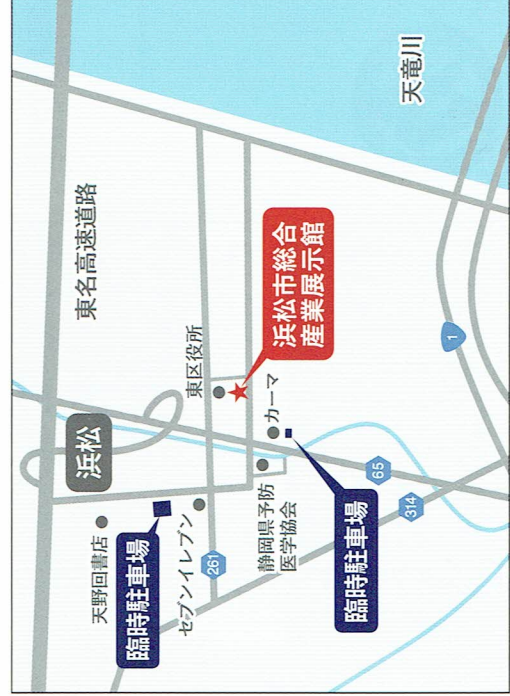 東名高速道路
天竜川
浜松
東区役所
浜松市総合
産業展示館
カーマ
天野回書店
臨時駐車場
セブンイレブン
261
静岡県予防
医学協会
臨時駐車場
65
314
1